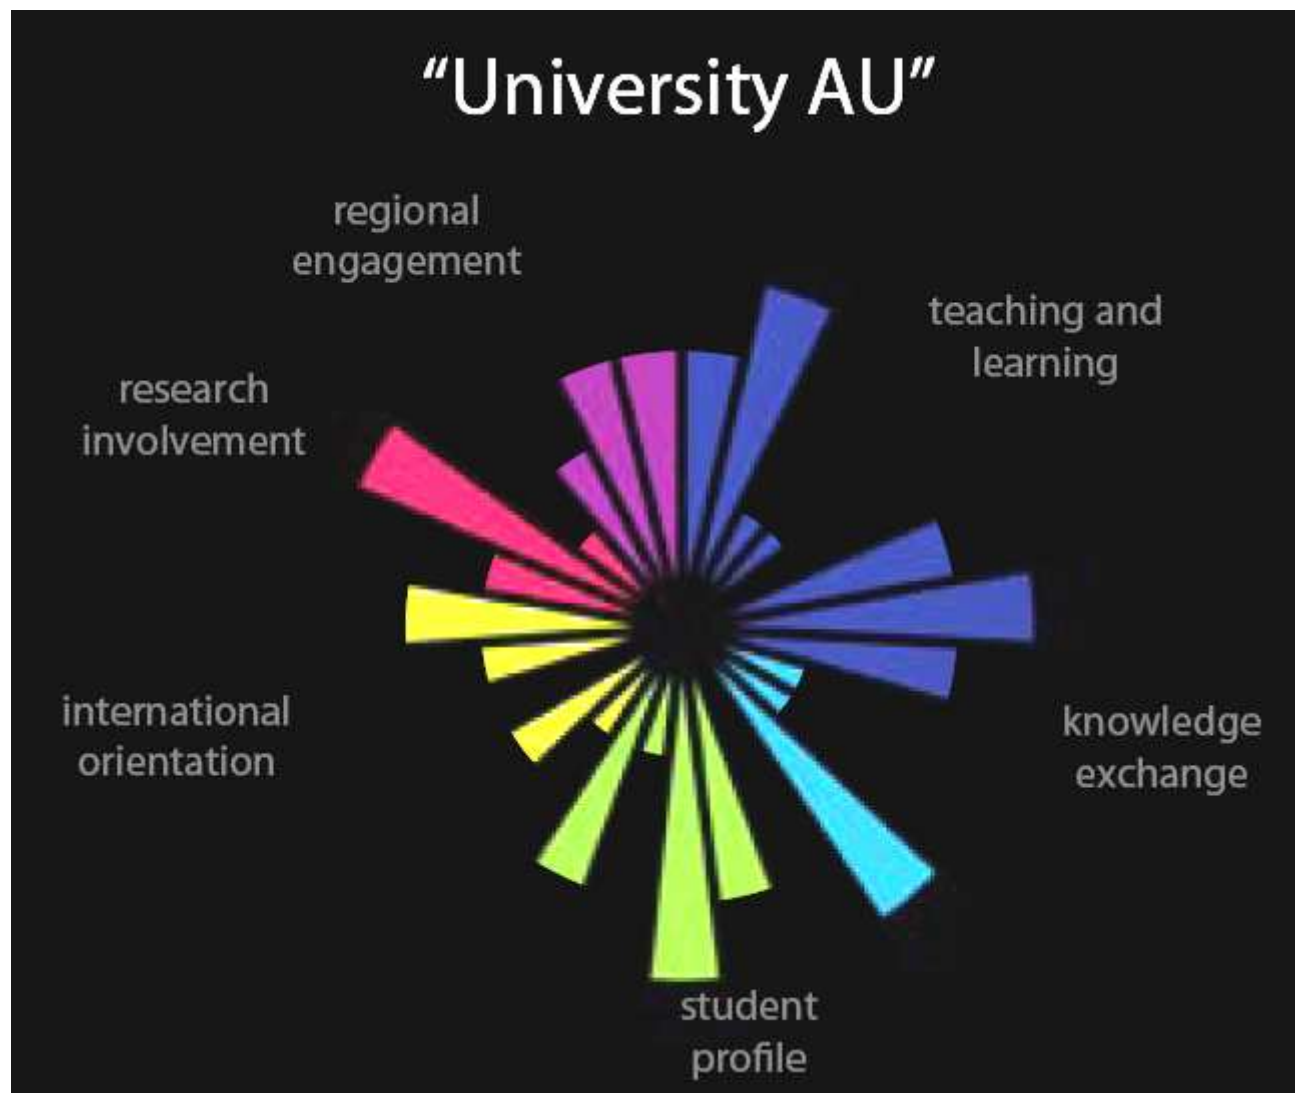 “University AU”
regional
engagement
teaching and
learning
research
involvement
international
orientation
knowledge
exchange
student
profile